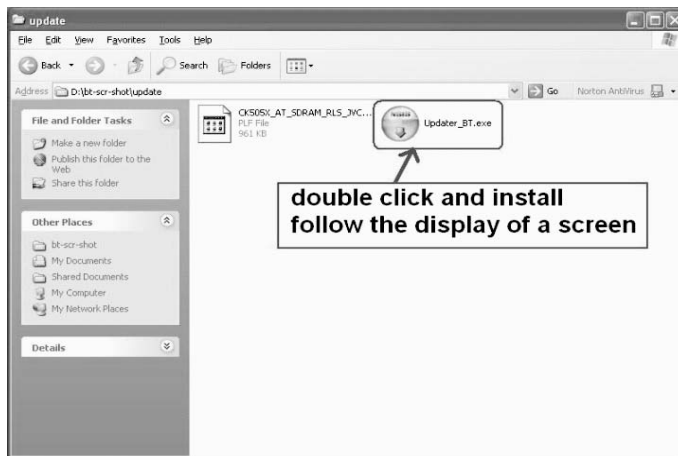 update
File Edit View Favorites Tools Help
Back Search Folders
Address D:\bt-scr-shot\update Go Norton AntiVirus
File and Folder Tasks
Make a new folder
Publish this folder to the
Web
Share this folder
Other Places
bt-scr-shot
My Documents
Shared Documents
My Computer
My Network Places
Details
CK505X_AT_SDRAM_RLS_JYC...
PLF File
961 KB
Updater_BT.exe
double click and install
follow the display of a screen